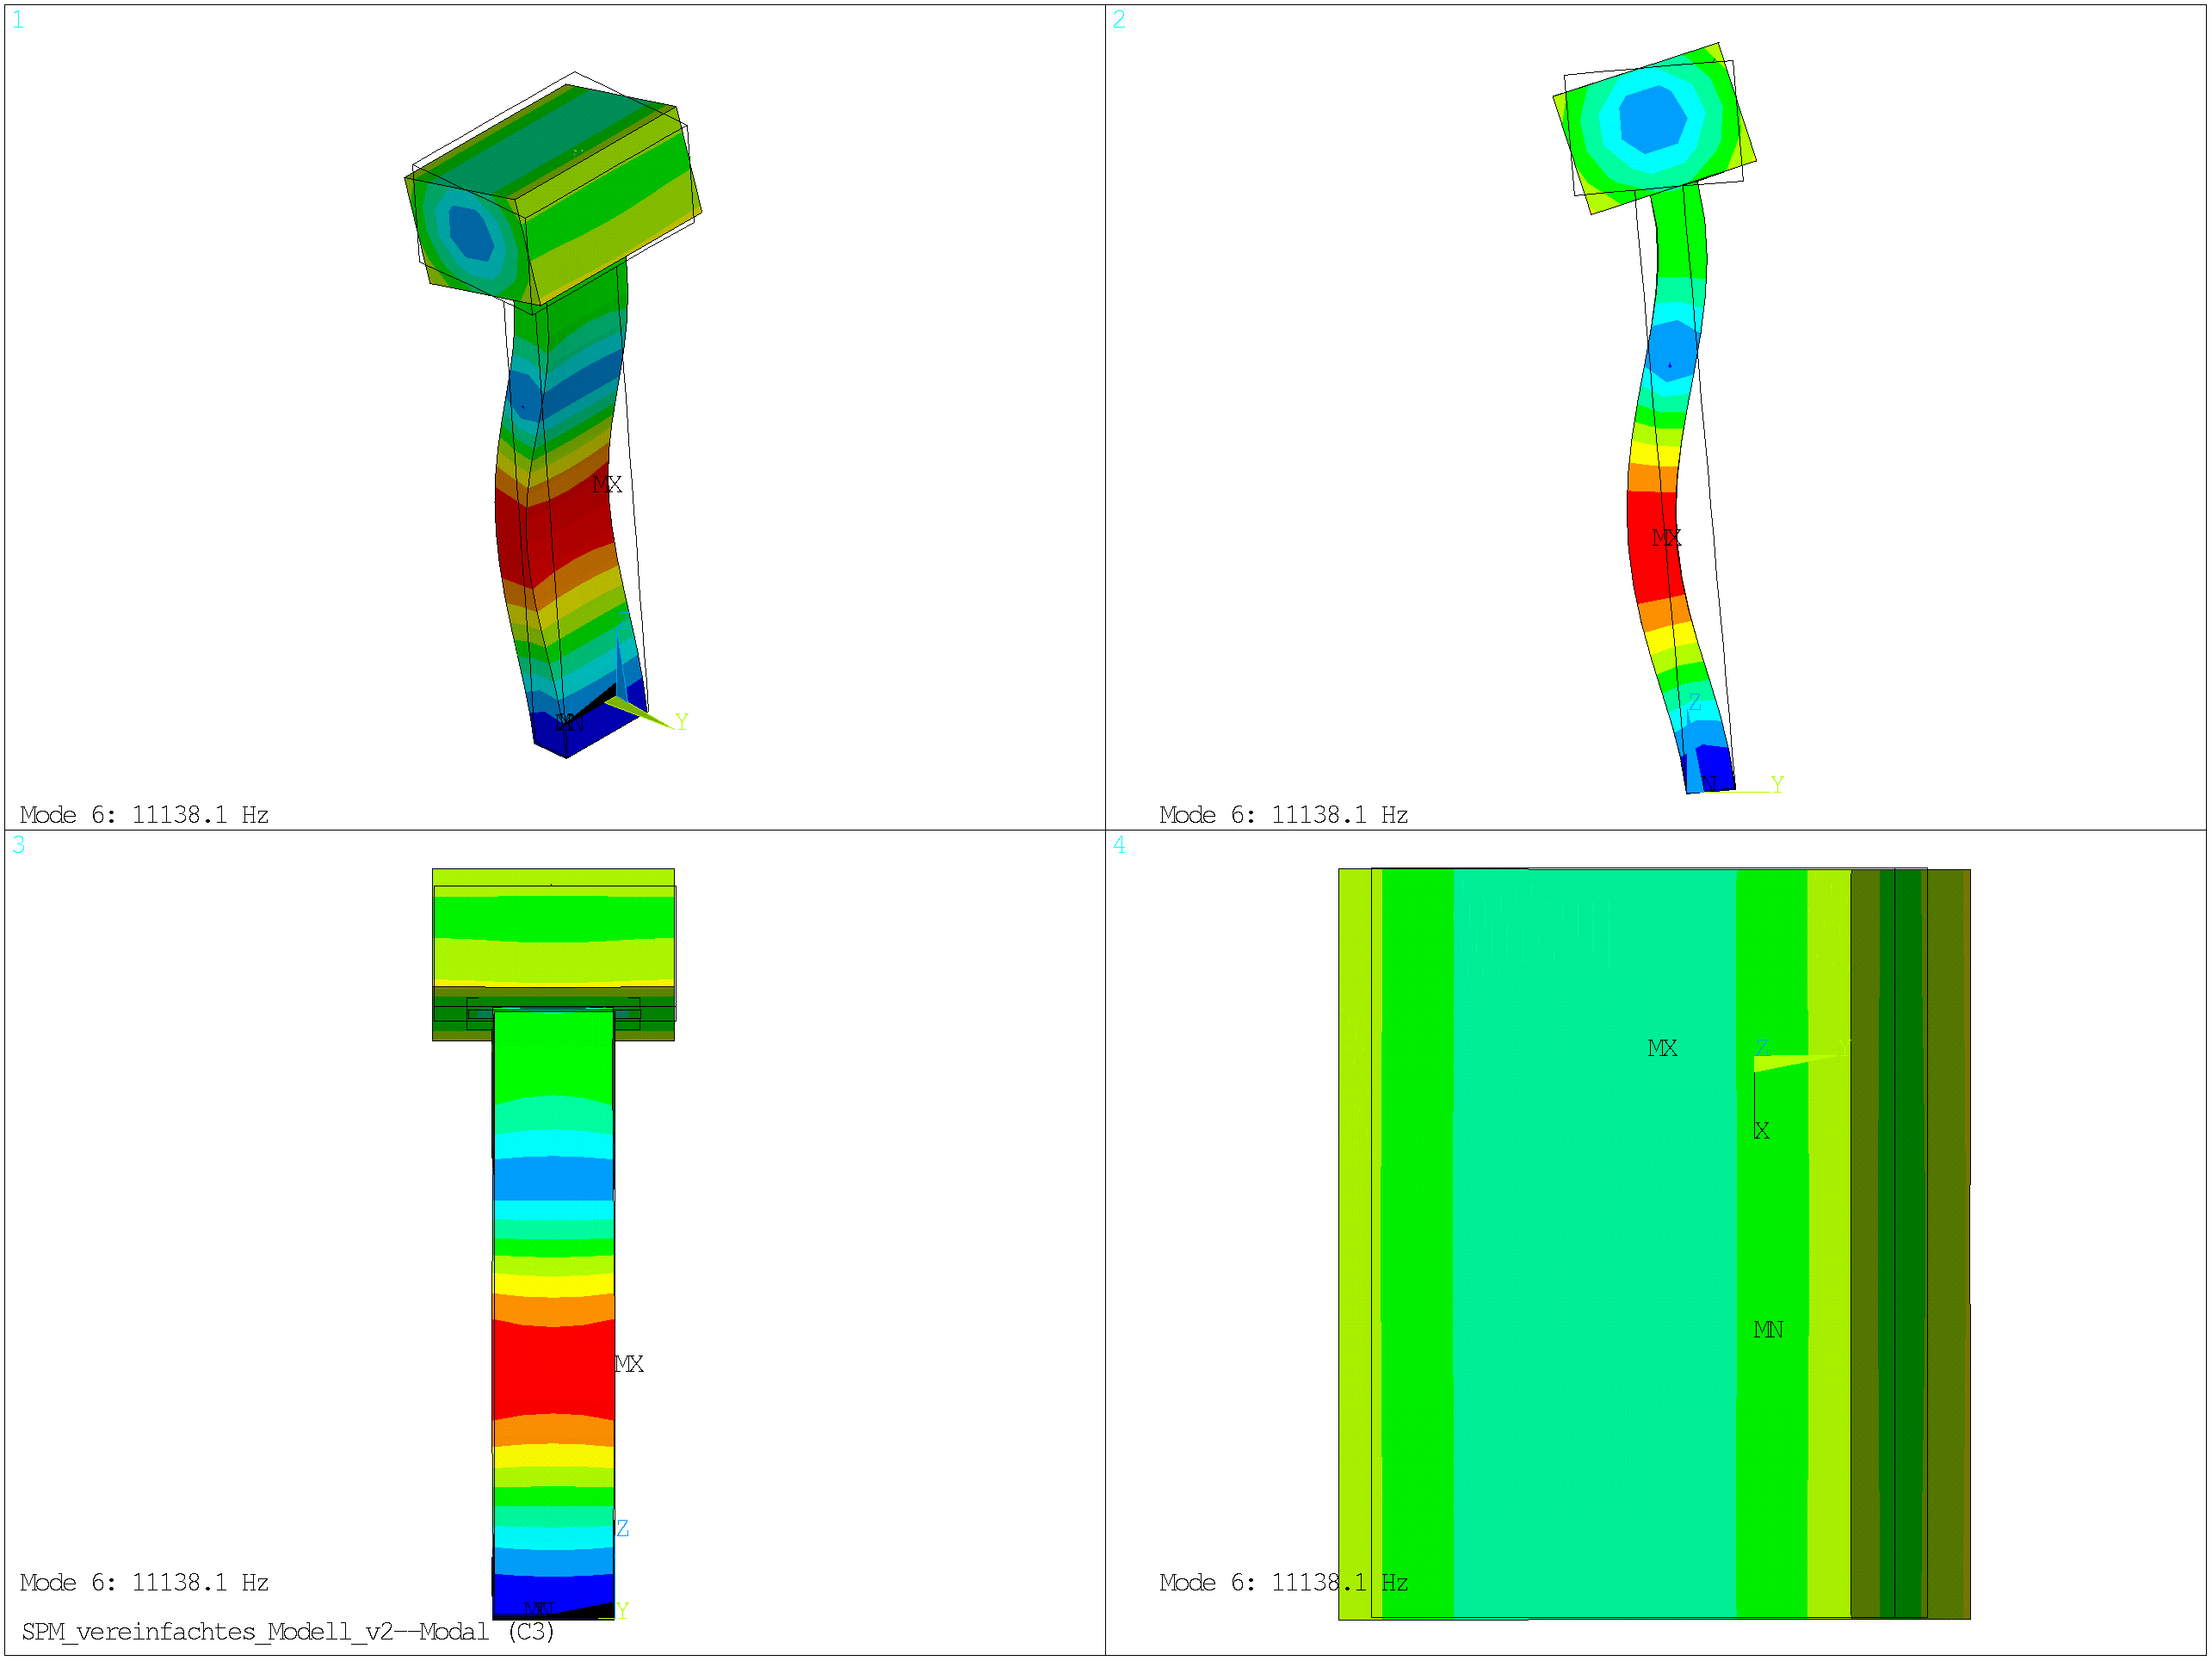 1
MX
Z
MN
Y
Mode 6: 11138.1 Hz
2
MX
Z
N
Y
Mode 6: 11138.1 Hz
3
MX
Z
MN
Y
Mode 6: 11138.1 Hz
SPM_vereinfachtes_Modell_v2--Modal (C3)
4
MX
Z
Y
X
MN
Mode 6: 11138.1 Hz